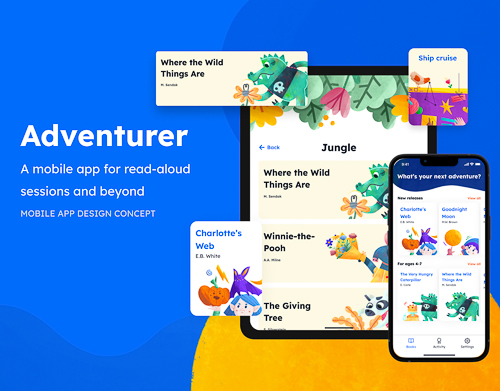 Adventurer
A mobile app for read-aloud
sessions and beyond
MOBILE APP DESIGN CONCEPT
Where the Wild
Things Are
M. Sendak
Ship cruise
Back
Jungle
Where the Wild
Things Are
M. Sendak
Winnie-the-
Pooh
A.A. Milne
The Giving
Tree
Charlotte's
Web
E.B. White
9:41
What's your next adventure?
New releases
View all
Charlotte's
Web
E.B. White
Goodnight
Moon
For ages 4-7
View all
The Very Hungry
Caterpillar
Where the Wild
Things Are
M. Sendak
Books
Activity
Settings